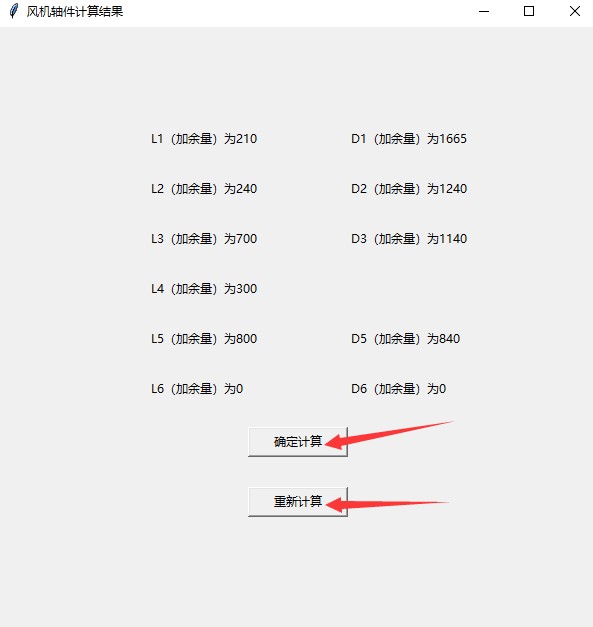 风机轴件计算结果
L1（加余量）为210 D1（加余量）为1665
L2（加余量）为240 D2（加余量）为1240
L3（加余量）为700 D3（加余量）为1140
L4（加余量）为300
L5（加余量）为800 D5（加余量）为840
L6（加余量）为0 D6（加余量）为0
确定计算
重新计算